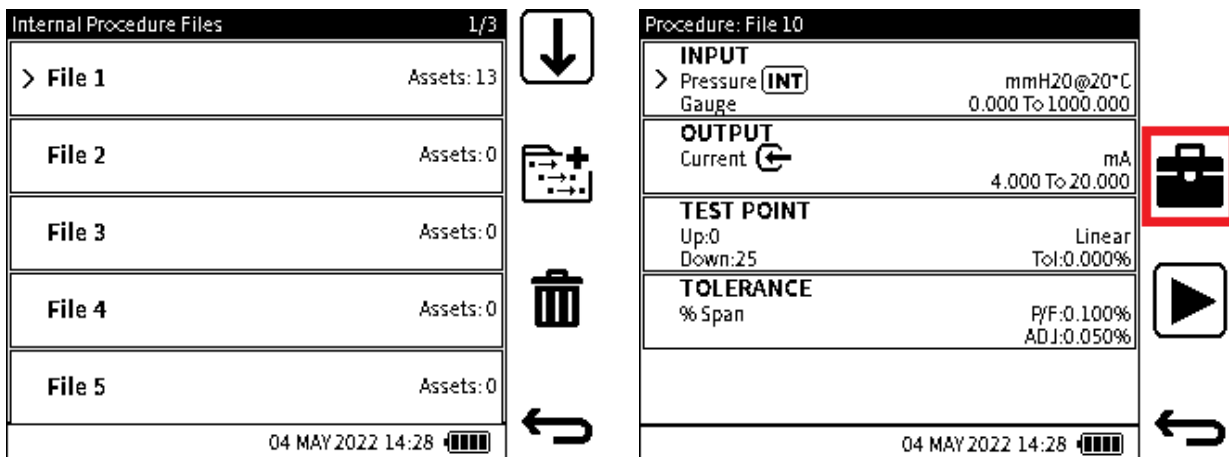 Internal Procedure Files 1/3
> File 1 Assets: 13
File 2 Assets: 0
File 3 Assets: 0
File 4 Assets: 0
File 5 Assets: 0
04 MAY 2022 14:28
Procedure: File 10
INPUT
> Pressure INT mmH20@20°C
Gauge 0.000 To 1000.000
OUTPUT
Current mA
4.000 To 20.000
TEST POINT
Up:0 Linear
Down:25 Tol:0.000%
TOLERANCE
% Span P/F:0.100%
ADJ:0.050%
04 MAY 2022 14:28